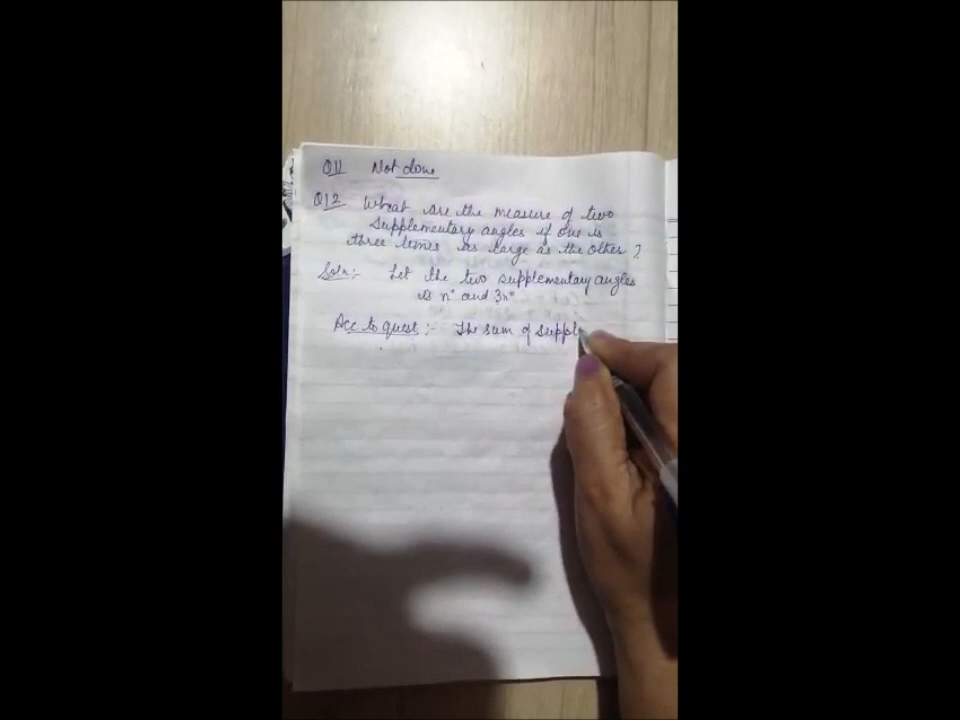 Q11 Not done
Q12 What are the measure of two
supplementary angles if one is
three times as large as the other ?
Soln:- Let the two supplementary angles
is n° and 3n°
Acc to quest :- The sum of suppl